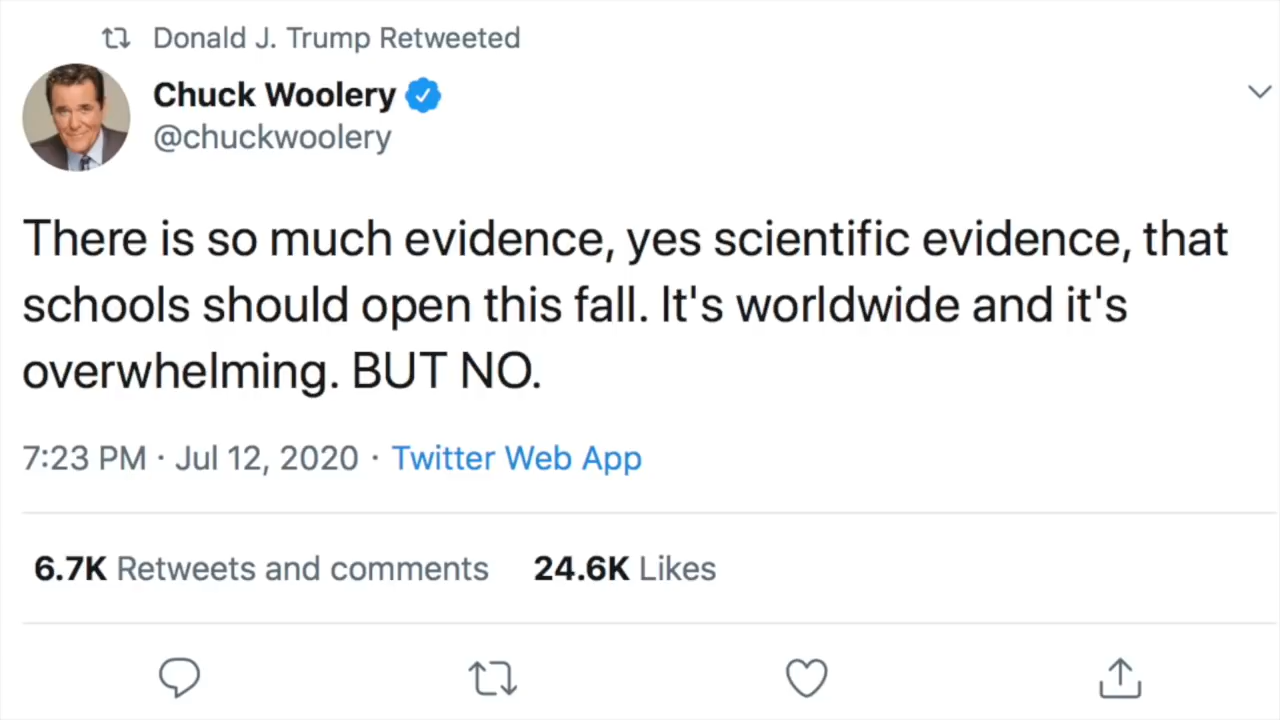 Donald J. Trump Retweeted
Chuck Woolery
@chuckwoolery
There is so much evidence, yes scientific evidence, that
schools should open this fall. It's worldwide and it's
overwhelming. BUT NO.
7:23 PM · Jul 12, 2020 · Twitter Web App
6.7K Retweets and comments 24.6K Likes